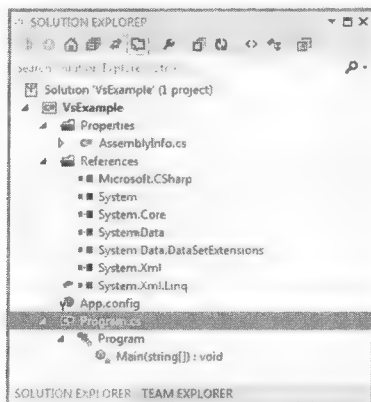 SOLUTION EXPLORER
Solution 'VsExample' (1 project)
C# VsExample
Properties
C# AssemblyInfo.cs
References
Microsoft.CSharp
System
System.Core
System.Data
System.Data.DataSetExtensions
System.Xml
System.Xml.Linq
App.config
Program.cs
Program
Main(string[]) : void
SOLUTION EXPLORER TEAM EXPLORER